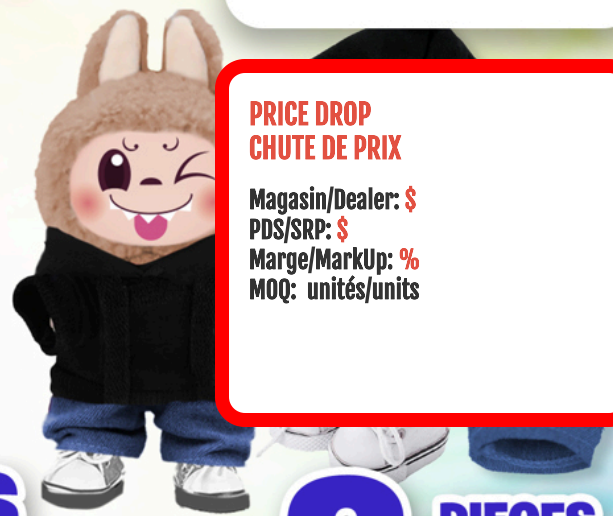 PRICE DROP
CHUTE DE PRIX
Magasin/Dealer: $
PDS/SRP: $
Marge/MarkUp: %
MOQ: unités/units